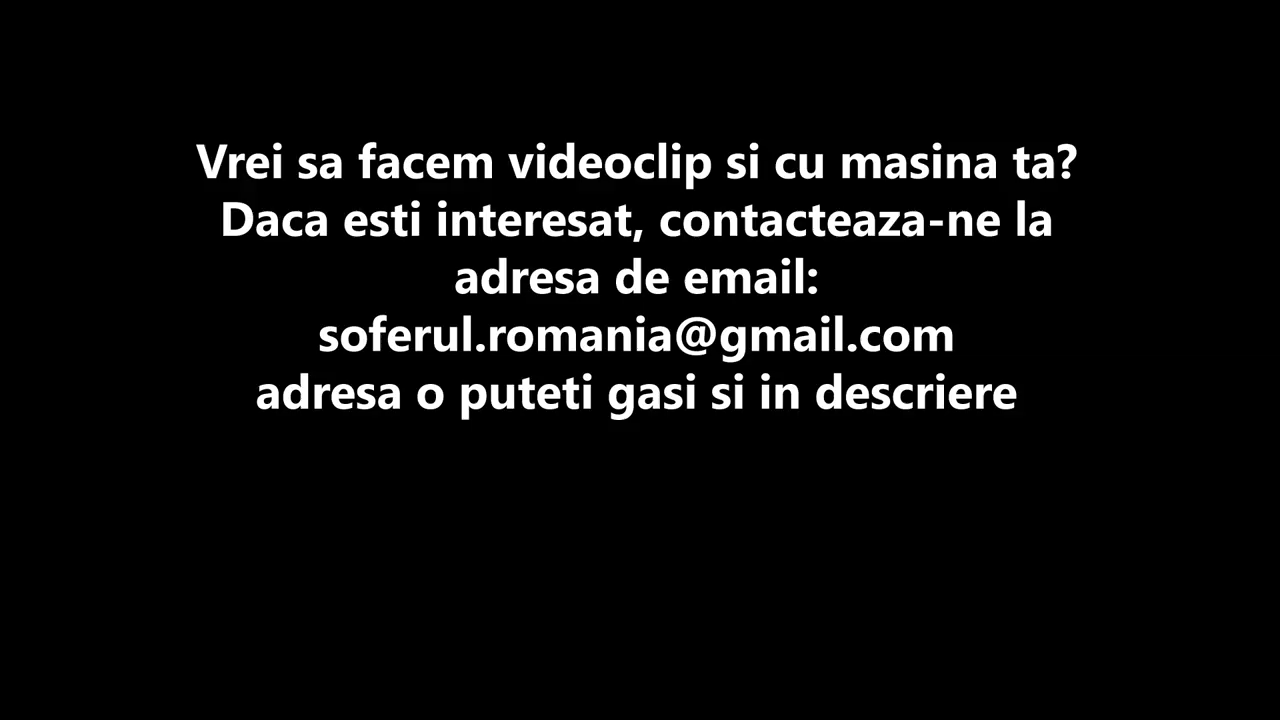 Vrei sa facem videoclip si cu masina ta?
Daca esti interesat, contacteaza-ne la
adresa de email:
soferul.romania@gmail.com
adresa o puteti gasi si in descriere